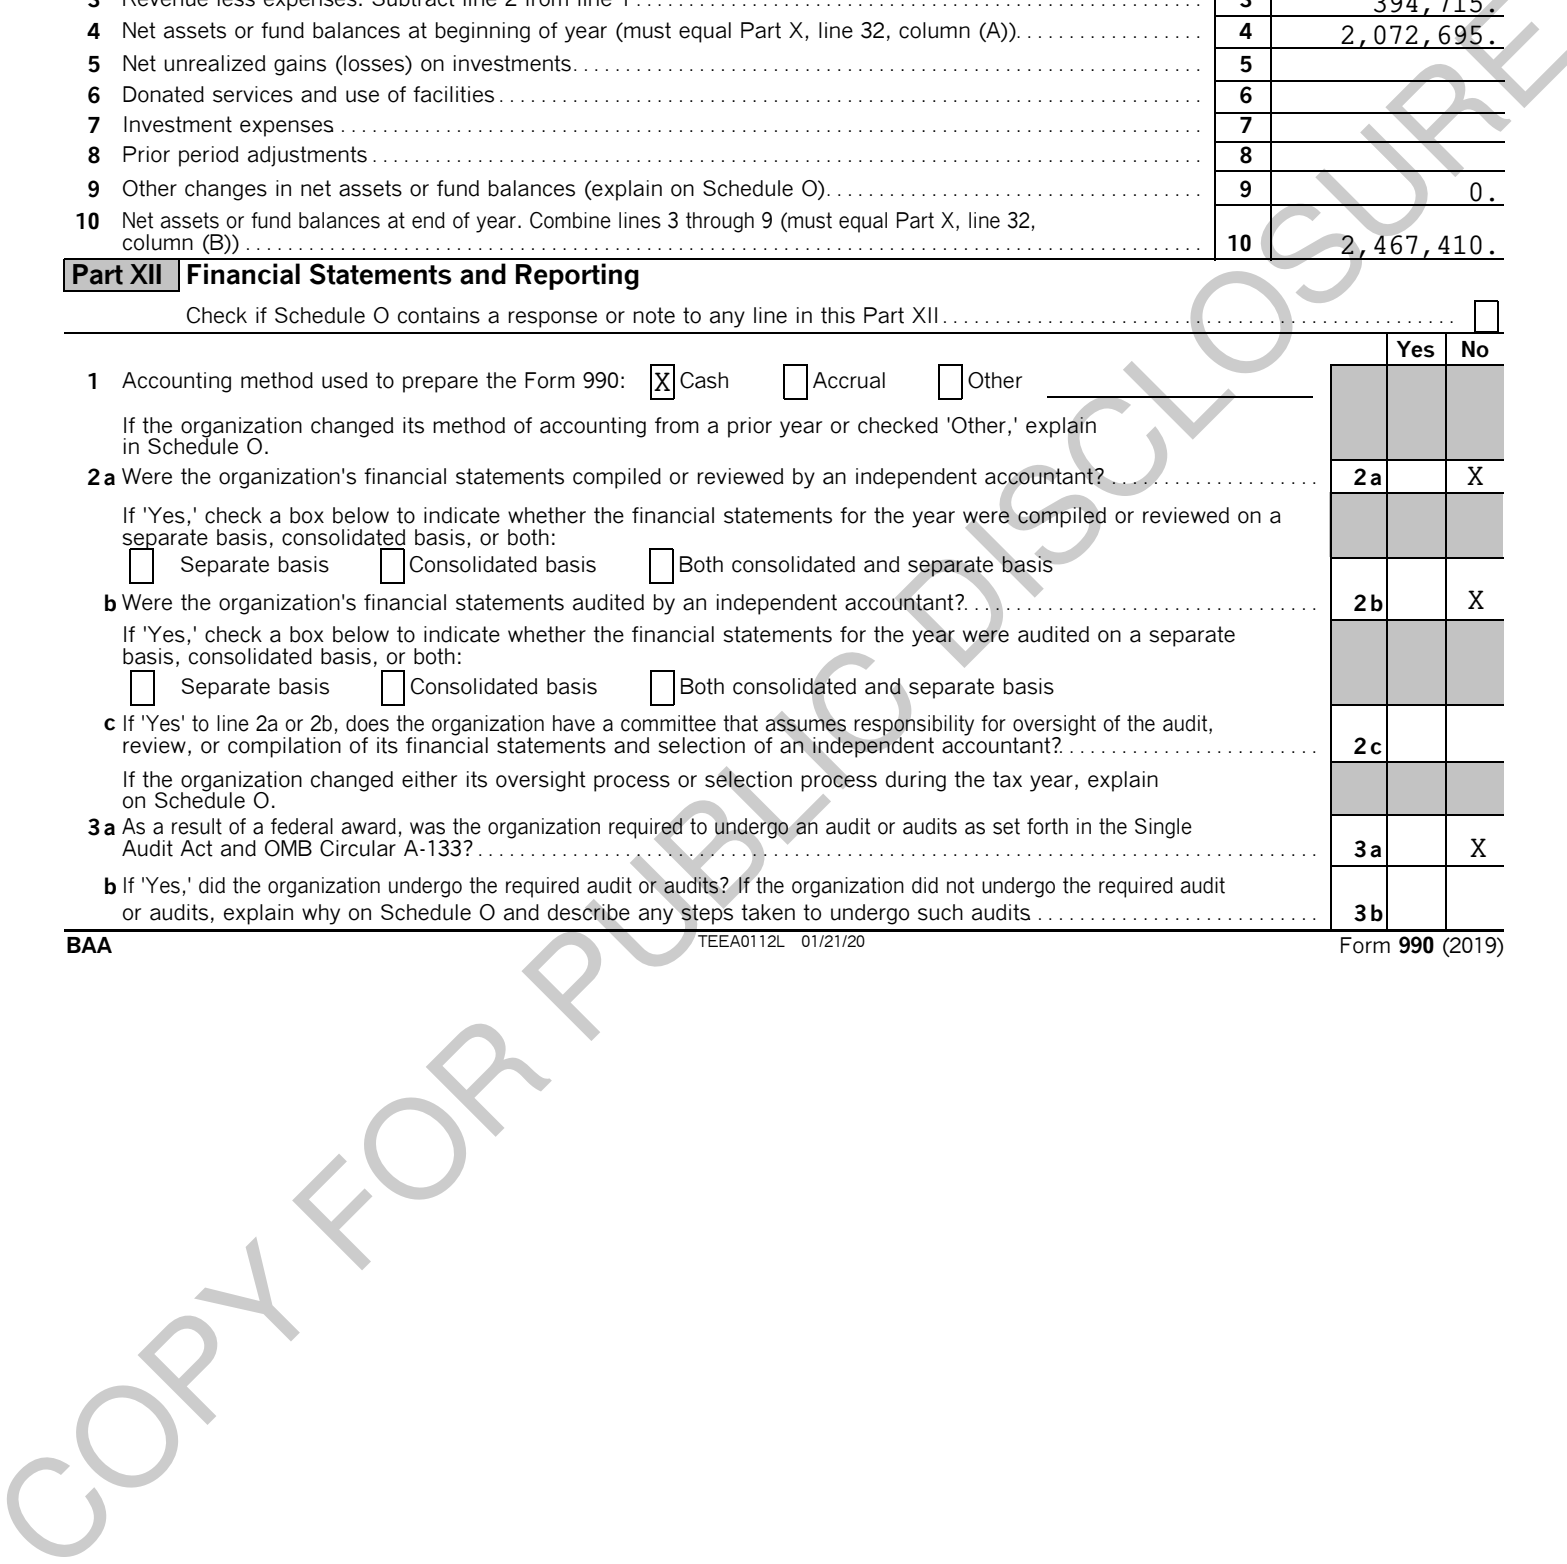 3 Revenue less expenses. Subtract line 2 from line 1 3 394,715.
4 Net assets or fund balances at beginning of year (must equal Part X, line 32, column (A)) 4 2,072,695.
5 Net unrealized gains (losses) on investments 5
6 Donated services and use of facilities 6
7 Investment expenses 7
8 Prior period adjustments 8
9 Other changes in net assets or fund balances (explain on Schedule O) 9 0.
10 Net assets or fund balances at end of year. Combine lines 3 through 9 (must equal Part X, line 32,
column (B)) 10 2,467,410.
Part XII Financial Statements and Reporting
Check if Schedule O contains a response or note to any line in this Part XII
Yes No
1 Accounting method used to prepare the Form 990: X Cash Accrual Other
If the organization changed its method of accounting from a prior year or checked 'Other,' explain
in Schedule O.
2a Were the organization's financial statements compiled or reviewed by an independent accountant? 2a X
If 'Yes,' check a box below to indicate whether the financial statements for the year were compiled or reviewed on a
separate basis, consolidated basis, or both:
Separate basis Consolidated basis Both consolidated and separate basis
b Were the organization's financial statements audited by an independent accountant? 2b X
If 'Yes,' check a box below to indicate whether the financial statements for the year were audited on a separate
basis, consolidated basis, or both:
Separate basis Consolidated basis Both consolidated and separate basis
c If 'Yes' to line 2a or 2b, does the organization have a committee that assumes responsibility for oversight of the audit,
review, or compilation of its financial statements and selection of an independent accountant? 2c
If the organization changed either its oversight process or selection process during the tax year, explain
on Schedule O.
3a As a result of a federal award, was the organization required to undergo an audit or audits as set forth in the Single
Audit Act and OMB Circular A-133? 3a X
b If 'Yes,' did the organization undergo the required audit or audits? If the organization did not undergo the required audit
or audits, explain why on Schedule O and describe any steps taken to undergo such audits 3b
BAA TEEA0112L 01/21/20 Form 990 (2019)
COPY FOR PUBLIC DISCLOSURE